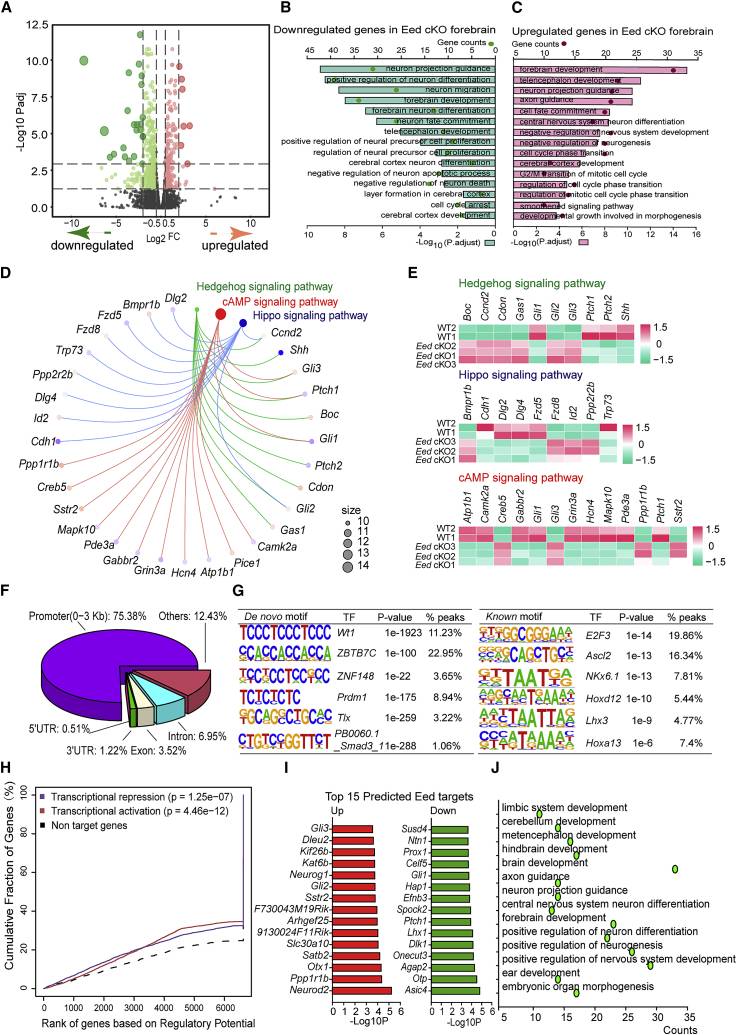 A
12.5
10.0
7.5
5.0
2.5
0.0
-Log10 Padj
-10
-5
-0.5
0.5
5
10
Log2 FC
downregulated
upregulated
B
Downregulated genes in Eed cKO forebrain
Gene counts
45 40 35 30 25 20 15 10 5 0
neuron projection guidance
positive regulation of neuron differentiation
neuron migration
forebrain development
forebrain neuron differentiation
neuron fate commitment
telencephalon development
positive regulation of neural precursor cell proliferation
regulation of neural precursor cell proliferation
cerebral cortex neuron differentiation
negative regulation of neuron apoptotic process
negative regulation of neuron death
layer formation in cerebral cortex
cell cycle arrest
cerebral cortex development
10 8 6 4 2 0
-Log10(P.adjust)
C
Upregulated genes in Eed cKO forebrain
Gene counts
5 10 15 20 25 30 35
forebrain development
telencephalon development
neuron projection guidance
axon guidance
cell fate commitment
central nervous system neuron differentiation
negative regulation of nervous system development
negative regulation of neurogenesis
cell cycle phase transition
cerebral cortex development
G2/M transition of mitotic cell cycle
regulation of cell cycle phase transition
regulation of mitotic cell cycle phase transition
smoothened signaling pathway
developmental growth involved in morphogenesis
0 2 4 6 8 10 12 14 16
-Log10(P.adjust)
D
Hedgehog signaling pathway
cAMP signaling pathway
Hippo signaling pathway
Ccnd2
Shh
Gli3
Ptch1
Boc
Gli1
Ptch2
Cdon
Gli2
Gas1
Camk2a
Pice1
Atp1b1
Hcn4
Grin3a
Gabbr2
Pde3a
Mapk10
Sstr2
Creb5
Ppp1r1b
Cdh1
Id2
Dlg4
Ppp2r2b
Trp73
Fzd8
Fzd5
Bmpr1b
Dlg2
size
10
11
12
13
14
E
Hedgehog signaling pathway
Boc Ccnd2 Cdon Gas1 Gli1 Gli2 Gli3 Ptch1 Ptch2 Shh
WT2
WT1
Eed cKO2
Eed cKO1
Eed cKO3
1.5
-1.5
Hippo signaling pathway
Bmpr1b Cdh1 Dlg2 Dlg4 Fzd5 Fzd8 Id2 Ppp2r2b Trp73
WT2
WT1
Eed cKO3
Eed cKO2
Eed cKO1
1.5
-1.5
cAMP signaling pathway
Atp1b1 Camk2a Creb5 Gabbr2 Gli1 Gli3 Grin3a Hcn4 Mapk10 Pde3a Ppp1r1b Ptch1 Sstr2
WT2
WT1
Eed cKO3
Eed cKO2
Eed cKO1
1.5
-1.5
F
Promoter(0~3 Kb): 75.38%
Others: 12.43%
Intron: 6.95%
Exon: 3.52%
3'UTR: 1.22%
5'UTR: 0.51%
G
De novo motif TF P-value % peaks
TCCCTCCCTCCC Wt1 1e-1923 11.23%
CCACCACCACCA ZBTB7C 1e-100 22.95%
ZNF148 1e-22 3.65%
TCTCTCTC Prdm1 1e-175 8.94%
GCAGGCTGCAC Tlx 1e-259 3.22%
CTGTCCGGTTCT PB0060.1_Smad3_1 1e-288 1.06%
Known motif TF P-value % peaks
E2F3 1e-14 19.86%
Ascl2 1e-13 16.34%
NKx6.1 1e-13 7.81%
Hoxd12 1e-10 5.44%
Lhx3 1e-9 4.77%
Hoxa13 1e-6 7.4%
H
Transcriptional repression (p = 1.25e-07)
Transcriptional activation (p = 4.46e-12)
Non target genes
Cumulative Fraction of Genes (%)
100
80
60
40
20
0
0 1000 2000 3000 4000 5000 6000
Rank of genes based on Regulatory Potential
I
Top 15 Predicted Eed targets
Up
Gli3
Dleu2
Kif26b
Kat6b
Neurog1
Gli2
Sstr2
F730043M19Rik
Arhgef25
9130024F11Rik
Slc30a10
Satb2
Otx1
Ppp1r1b
Neurod2
0 1 2 3 4 5 6
-Log10P
Down
Susd4
Ntn1
Prox1
Celf5
Gli1
Hap1
Efnb3
Spock2
Ptch1
Lhx1
Dlk1
Onecut3
Agap2
Otp
Asic4
0 1 2 3 4 5 6
-Log10P
J
limbic system development
cerebellum development
metencephalon development
hindbrain development
brain development
axon guidance
neuron projection guidance
central nervous system neuron differentiation
forebrain development
positive regulation of neuron differentiation
positive regulation of neurogenesis
positive regulation of nervous system development
ear development
embryonic organ morphogenesis
5 10 15 20 25 30 35
Counts